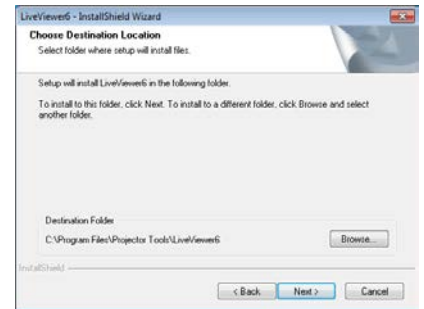 LiveViewer6 - InstallShield Wizard
Choose Destination Location
Select folder where setup will install files.
Setup will install LiveViewer6 in the following folder.
To install to this folder, click Next. To install to a different folder, click Browse and select
another folder.
Destination Folder
C:\Program Files\Projector Tools\LiveViewer6
Browse...
InstallShield
< Back
Next >
Cancel